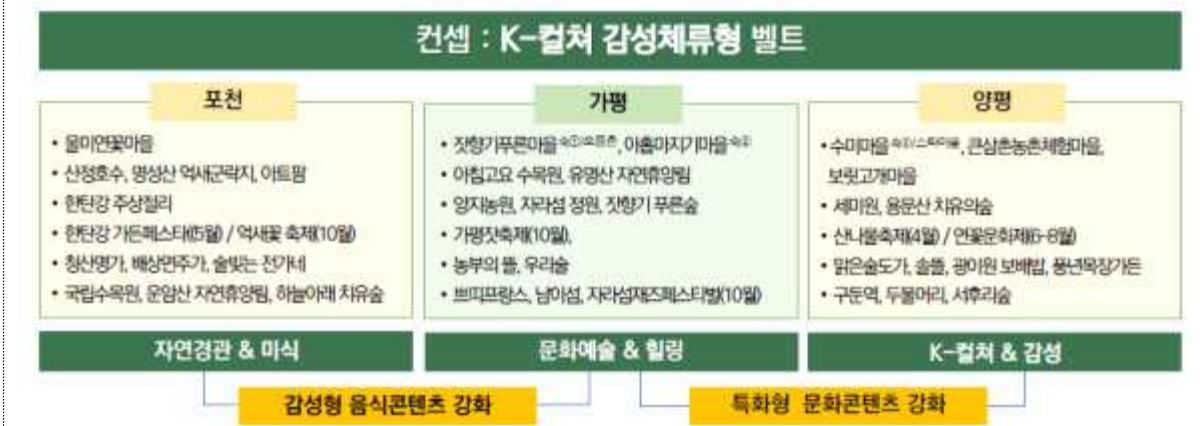 컨셉 : K-컬쳐 감성체류형 벨트
포천
• 울미연꽃마을
• 산정호수, 명성산 억새군락지, 아트팜
• 한탄강 주상절리
• 한탄강 가든페스타(5월) / 억새꽃 축제(10월)
• 청산명가, 배상면주가, 술빚는 전가네
• 국립수목원, 운암산 자연휴양림, 하늘아래 치유숲
자연경관 & 미식
가평
• 잣향기푸른마을, 아홉마지기마을
• 아침고요 수목원, 유명산 자연휴양림
• 양지농원, 자라섬 정원, 잣향기 푸른숲
• 가평잣축제(10월),
• 농부의 뜰, 우리술
• 쁘띠프랑스, 남이섬, 자라섬재즈페스티벌(10월)
문화예술 & 힐링
양평
• 수미마을, 큰삼촌농촌체험마을,
보릿고개마을
• 세미원, 용문산 치유의숲
• 산나물축제(4월) / 연꽃문화제(6-8월)
• 맑은술도가, 솔뜰, 광이원 보배밥, 풍년목장가든
• 구둔역, 두물머리, 서후리숲
K-컬쳐 & 감성
감성형 음식콘텐츠 강화
특화형 문화콘텐츠 강화